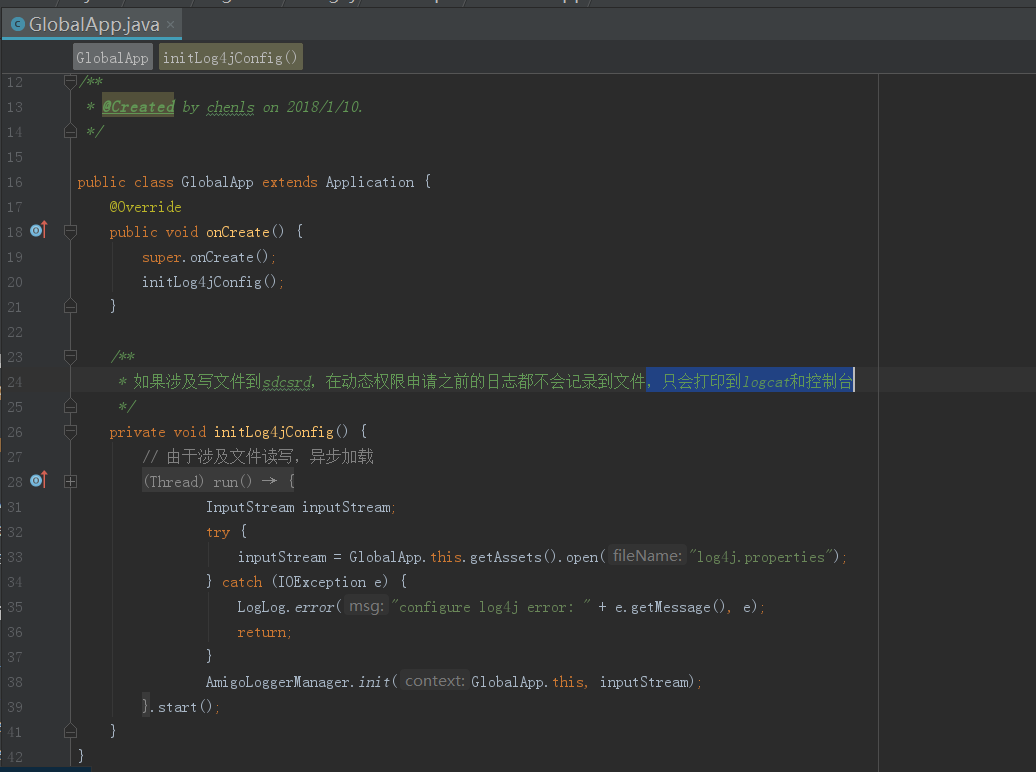 GlobalApp.java
GlobalApp initLog4jConfig()
12 /**
13 * @Created by chenls on 2018/1/10.
14 */
15
16 public class GlobalApp extends Application {
17 @Override
18 public void onCreate() {
19 super.onCreate();
20 initLog4jConfig();
21 }
22
23 /**
24 * 如果涉及写文件到sdcsrd，在动态权限申请之前的日志都不会记录到文件，只会打印到logcat和控制台
25 */
26 private void initLog4jConfig() {
27 // 由于涉及文件读写，异步加载
28 (Thread) run() → {
31 InputStream inputStream;
32 try {
33 inputStream = GlobalApp.this.getAssets().open( fileName: "log4j.properties");
34 } catch (IOException e) {
35 LogLog.error( msg: "configure log4j error: " + e.getMessage(), e);
36 return;
37 }
38 AmigoLoggerManager.init( context: GlobalApp.this, inputStream);
39 }.start();
41 }
42 }